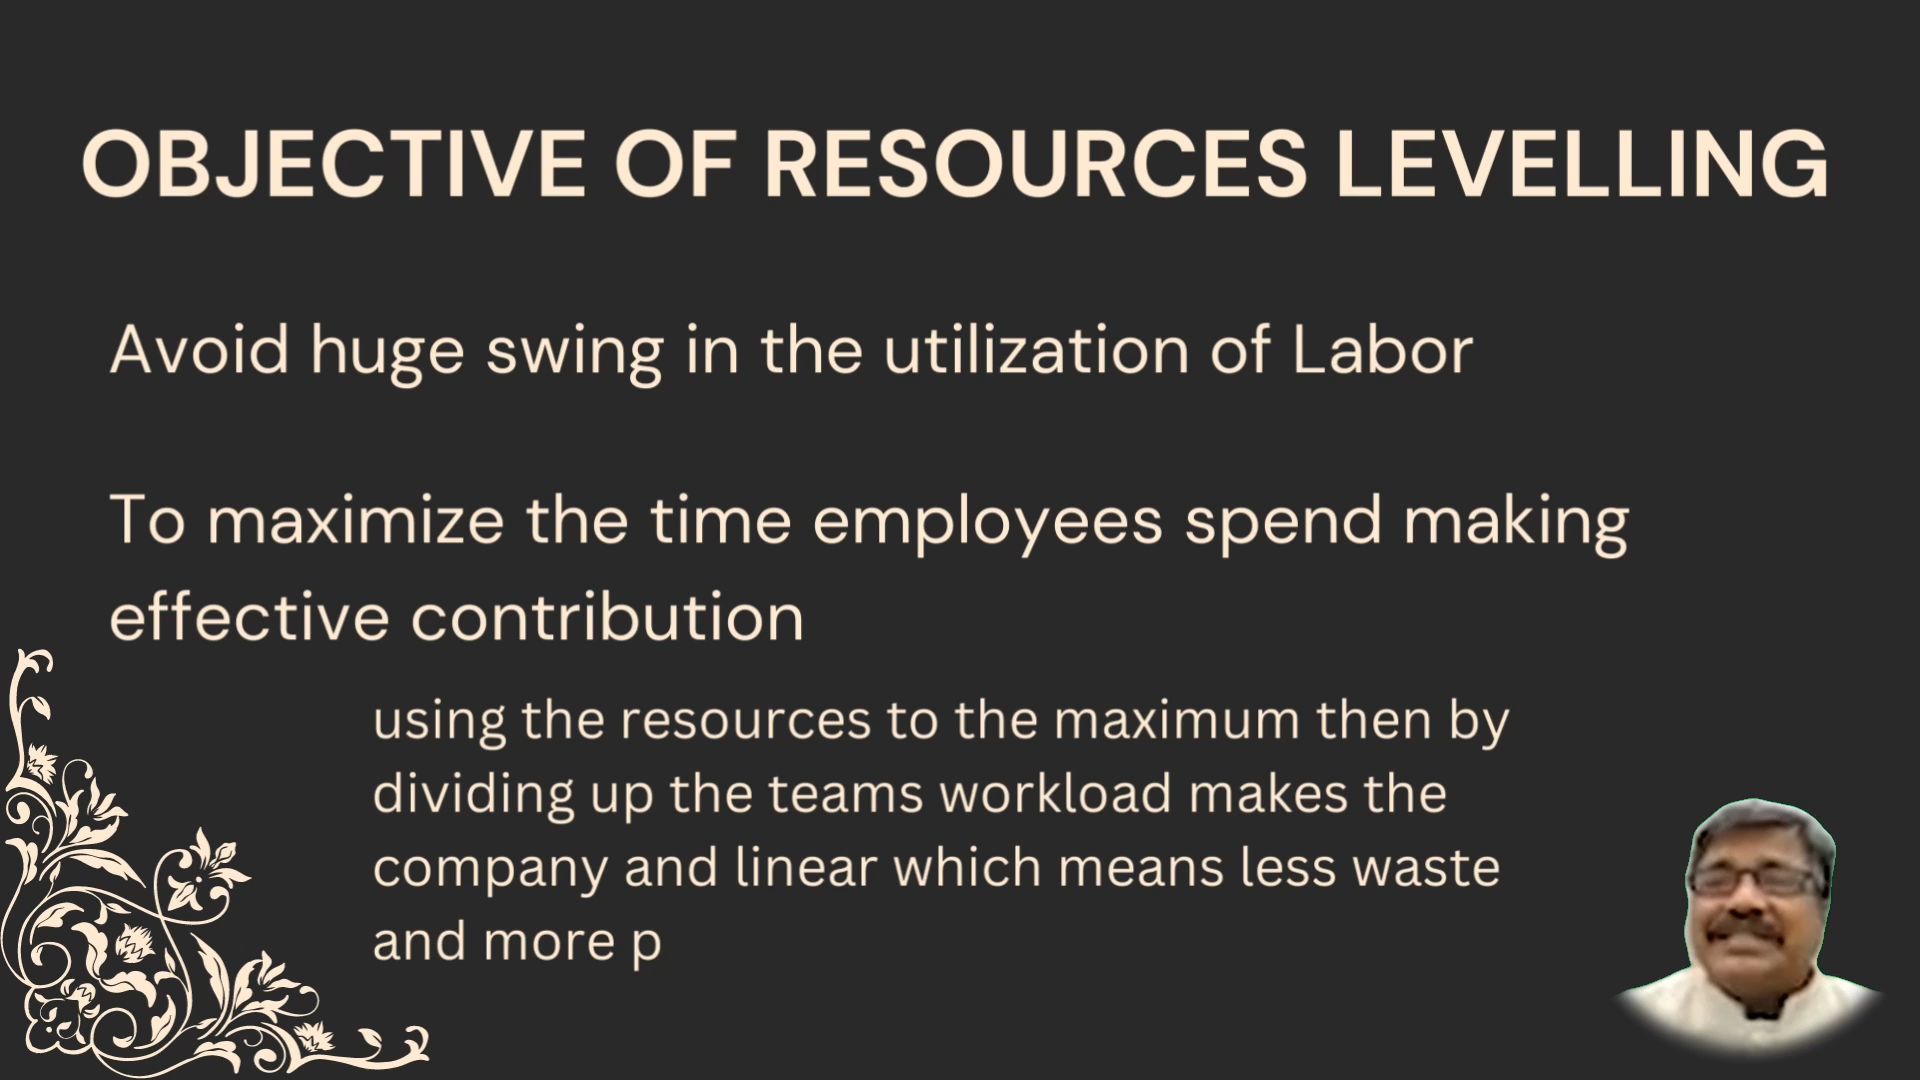 OBJECTIVE OF RESOURCES LEVELLING
Avoid huge swing in the utilization of Labor
To maximize the time employees spend making
effective contribution
using the resources to the maximum then by
dividing up the teams workload makes the
company and linear which means less waste
and more p